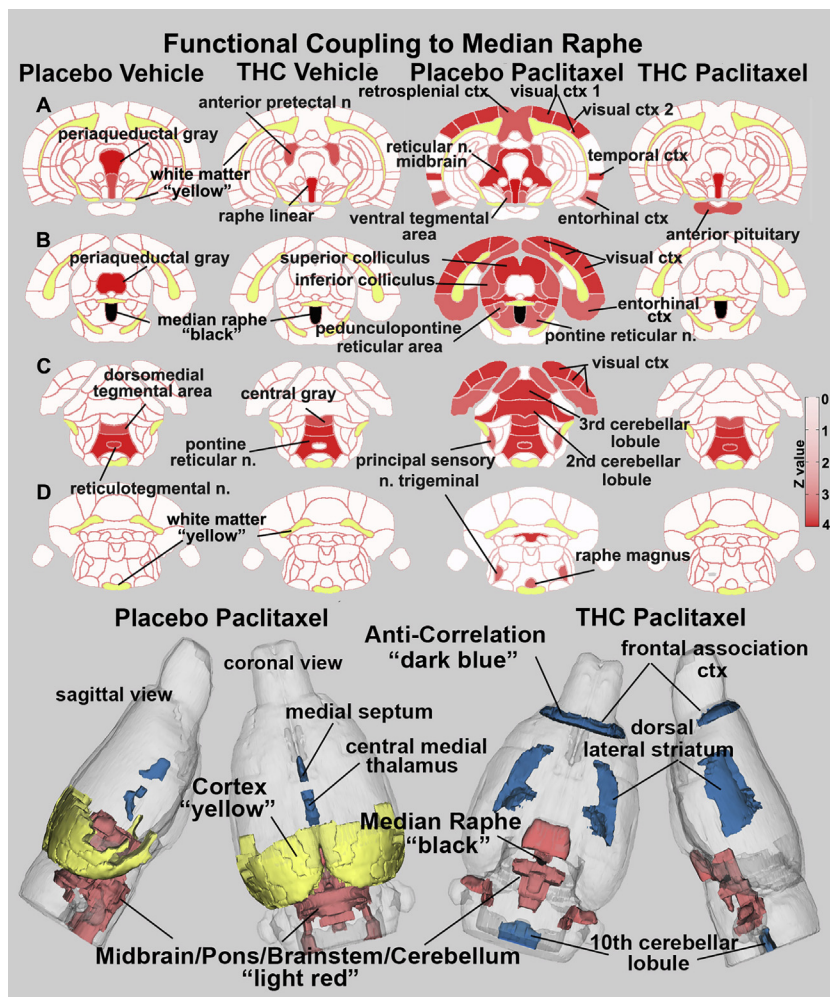 Functional Coupling to Median Raphe
Placebo Vehicle
THC Vehicle
Placebo Paclitaxel
THC Paclitaxel
A
periaqueductal gray
white matter
“yellow”
anterior pretectal n
raphe linear
retrosplenial ctx
visual ctx 1
visual ctx 2
reticular n.
midbrain
temporal ctx
ventral tegmental
area
entorhinal ctx
anterior pituitary
B
periaqueductal gray
median raphe
“black”
superior colliculus
inferior colliculus
visual ctx
entorhinal
ctx
pedunculopontine
reticular area
pontine reticular n.
C
dorsomedial
tegmental area
central gray
visual ctx
pontine
reticular n.
3rd cerebellar
lobule
principal sensory
n. trigeminal
2nd cerebellar
lobule
reticulotegmental n.
0
1
2
3
4
Z value
D
white matter
“yellow”
raphe magnus
Placebo Paclitaxel
THC Paclitaxel
sagittal view
coronal view
Anti-Correlation
“dark blue”
frontal association
ctx
medial septum
central medial
thalamus
dorsal
lateral striatum
Cortex
“yellow”
Median Raphe
“black”
Midbrain/Pons/Brainstem/Cerebellum
“light red”
10th cerebellar
lobule